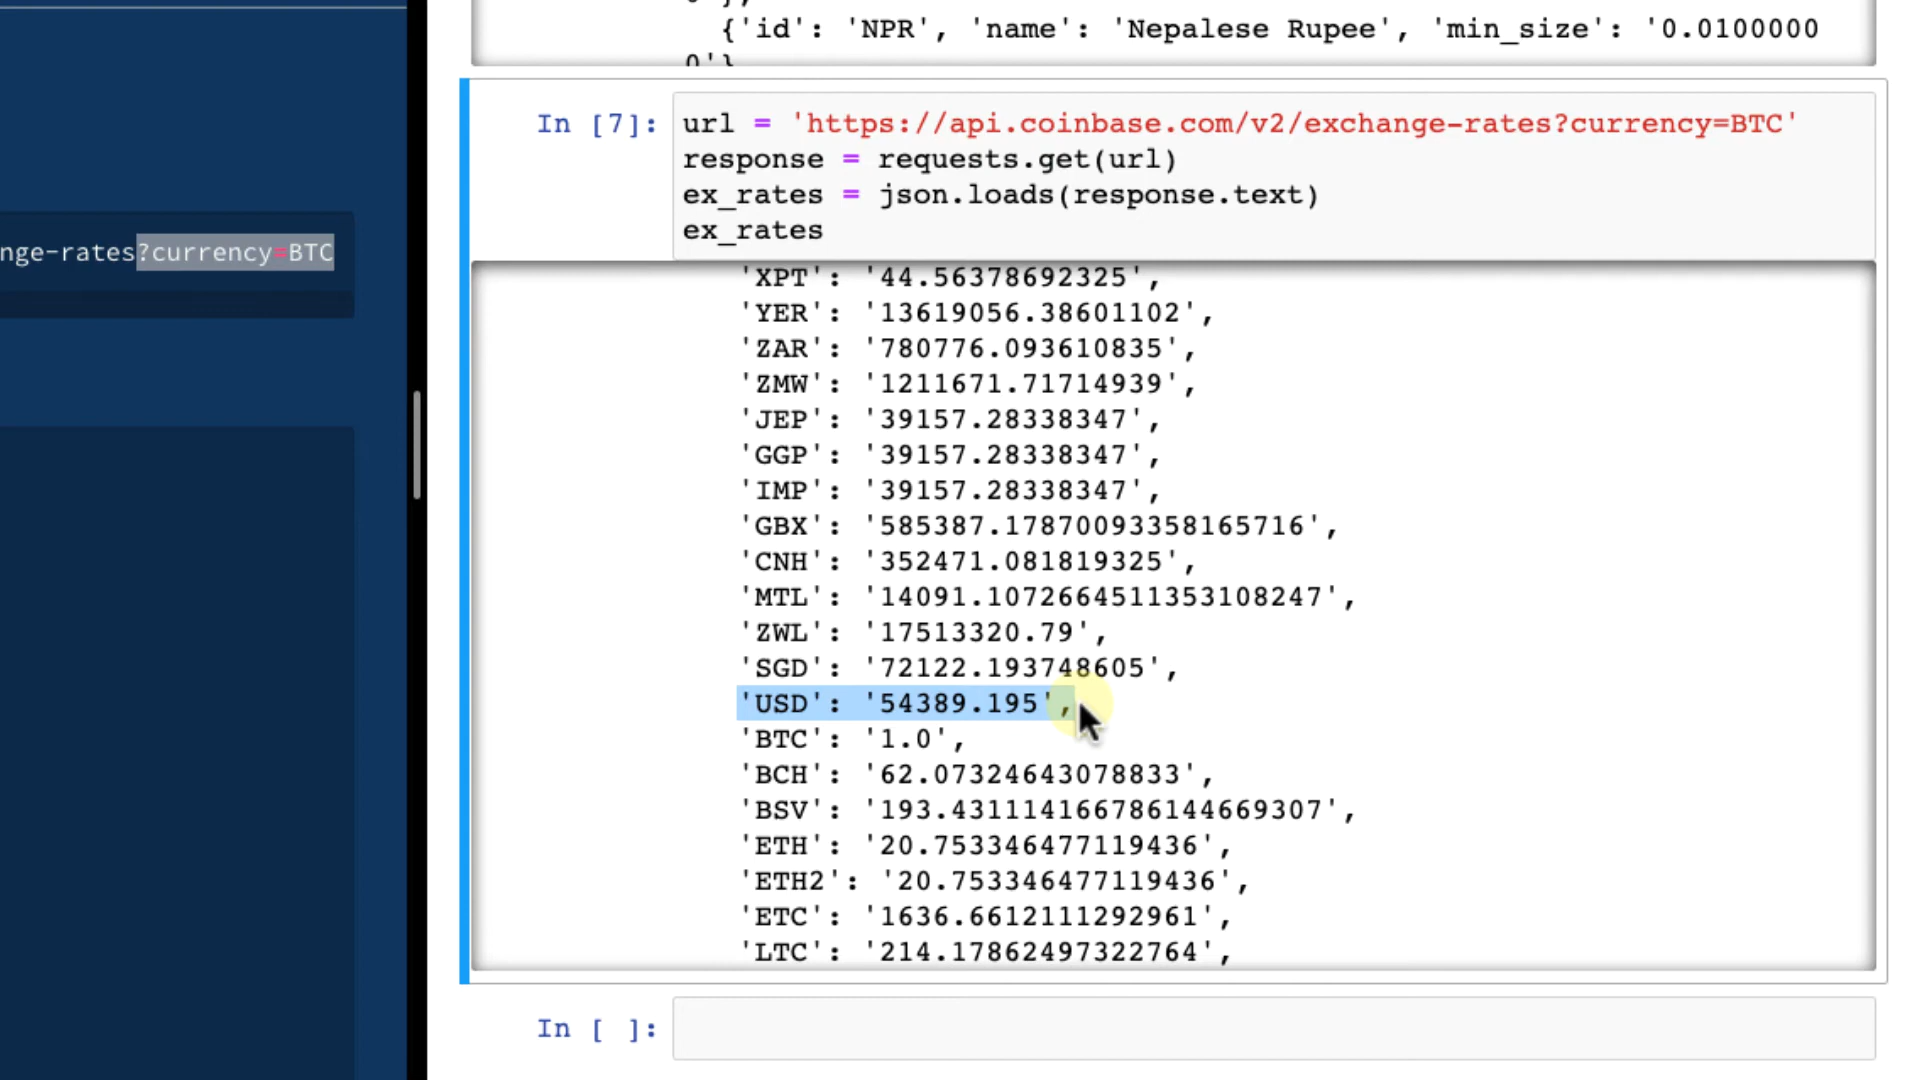 {'id': 'NPR', 'name': 'Nepalese Rupee', 'min_size': '0.0100000
0'}
In [7]:
url = 'https://api.coinbase.com/v2/exchange-rates?currency=BTC'
response = requests.get(url)
ex_rates = json.loads(response.text)
ex_rates
nge-rates?currency=BTC
'XPT': '44.56378692325',
'YER': '13619056.38601102',
'ZAR': '780776.093610835',
'ZMW': '1211671.71714939',
'JEP': '39157.28338347',
'GGP': '39157.28338347',
'IMP': '39157.28338347',
'GBX': '585387.17870093358165716',
'CNH': '352471.081819325',
'MTL': '14091.1072664511353108247',
'ZWL': '17513320.79',
'SGD': '72122.193748605',
'USD': '54389.195',
'BTC': '1.0',
'BCH': '62.07324643078833',
'BSV': '193.431114166786144669307',
'ETH': '20.753346477119436',
'ETH2': '20.753346477119436',
'ETC': '1636.6612111292961',
'LTC': '214.17862497322764',
In [ ]: